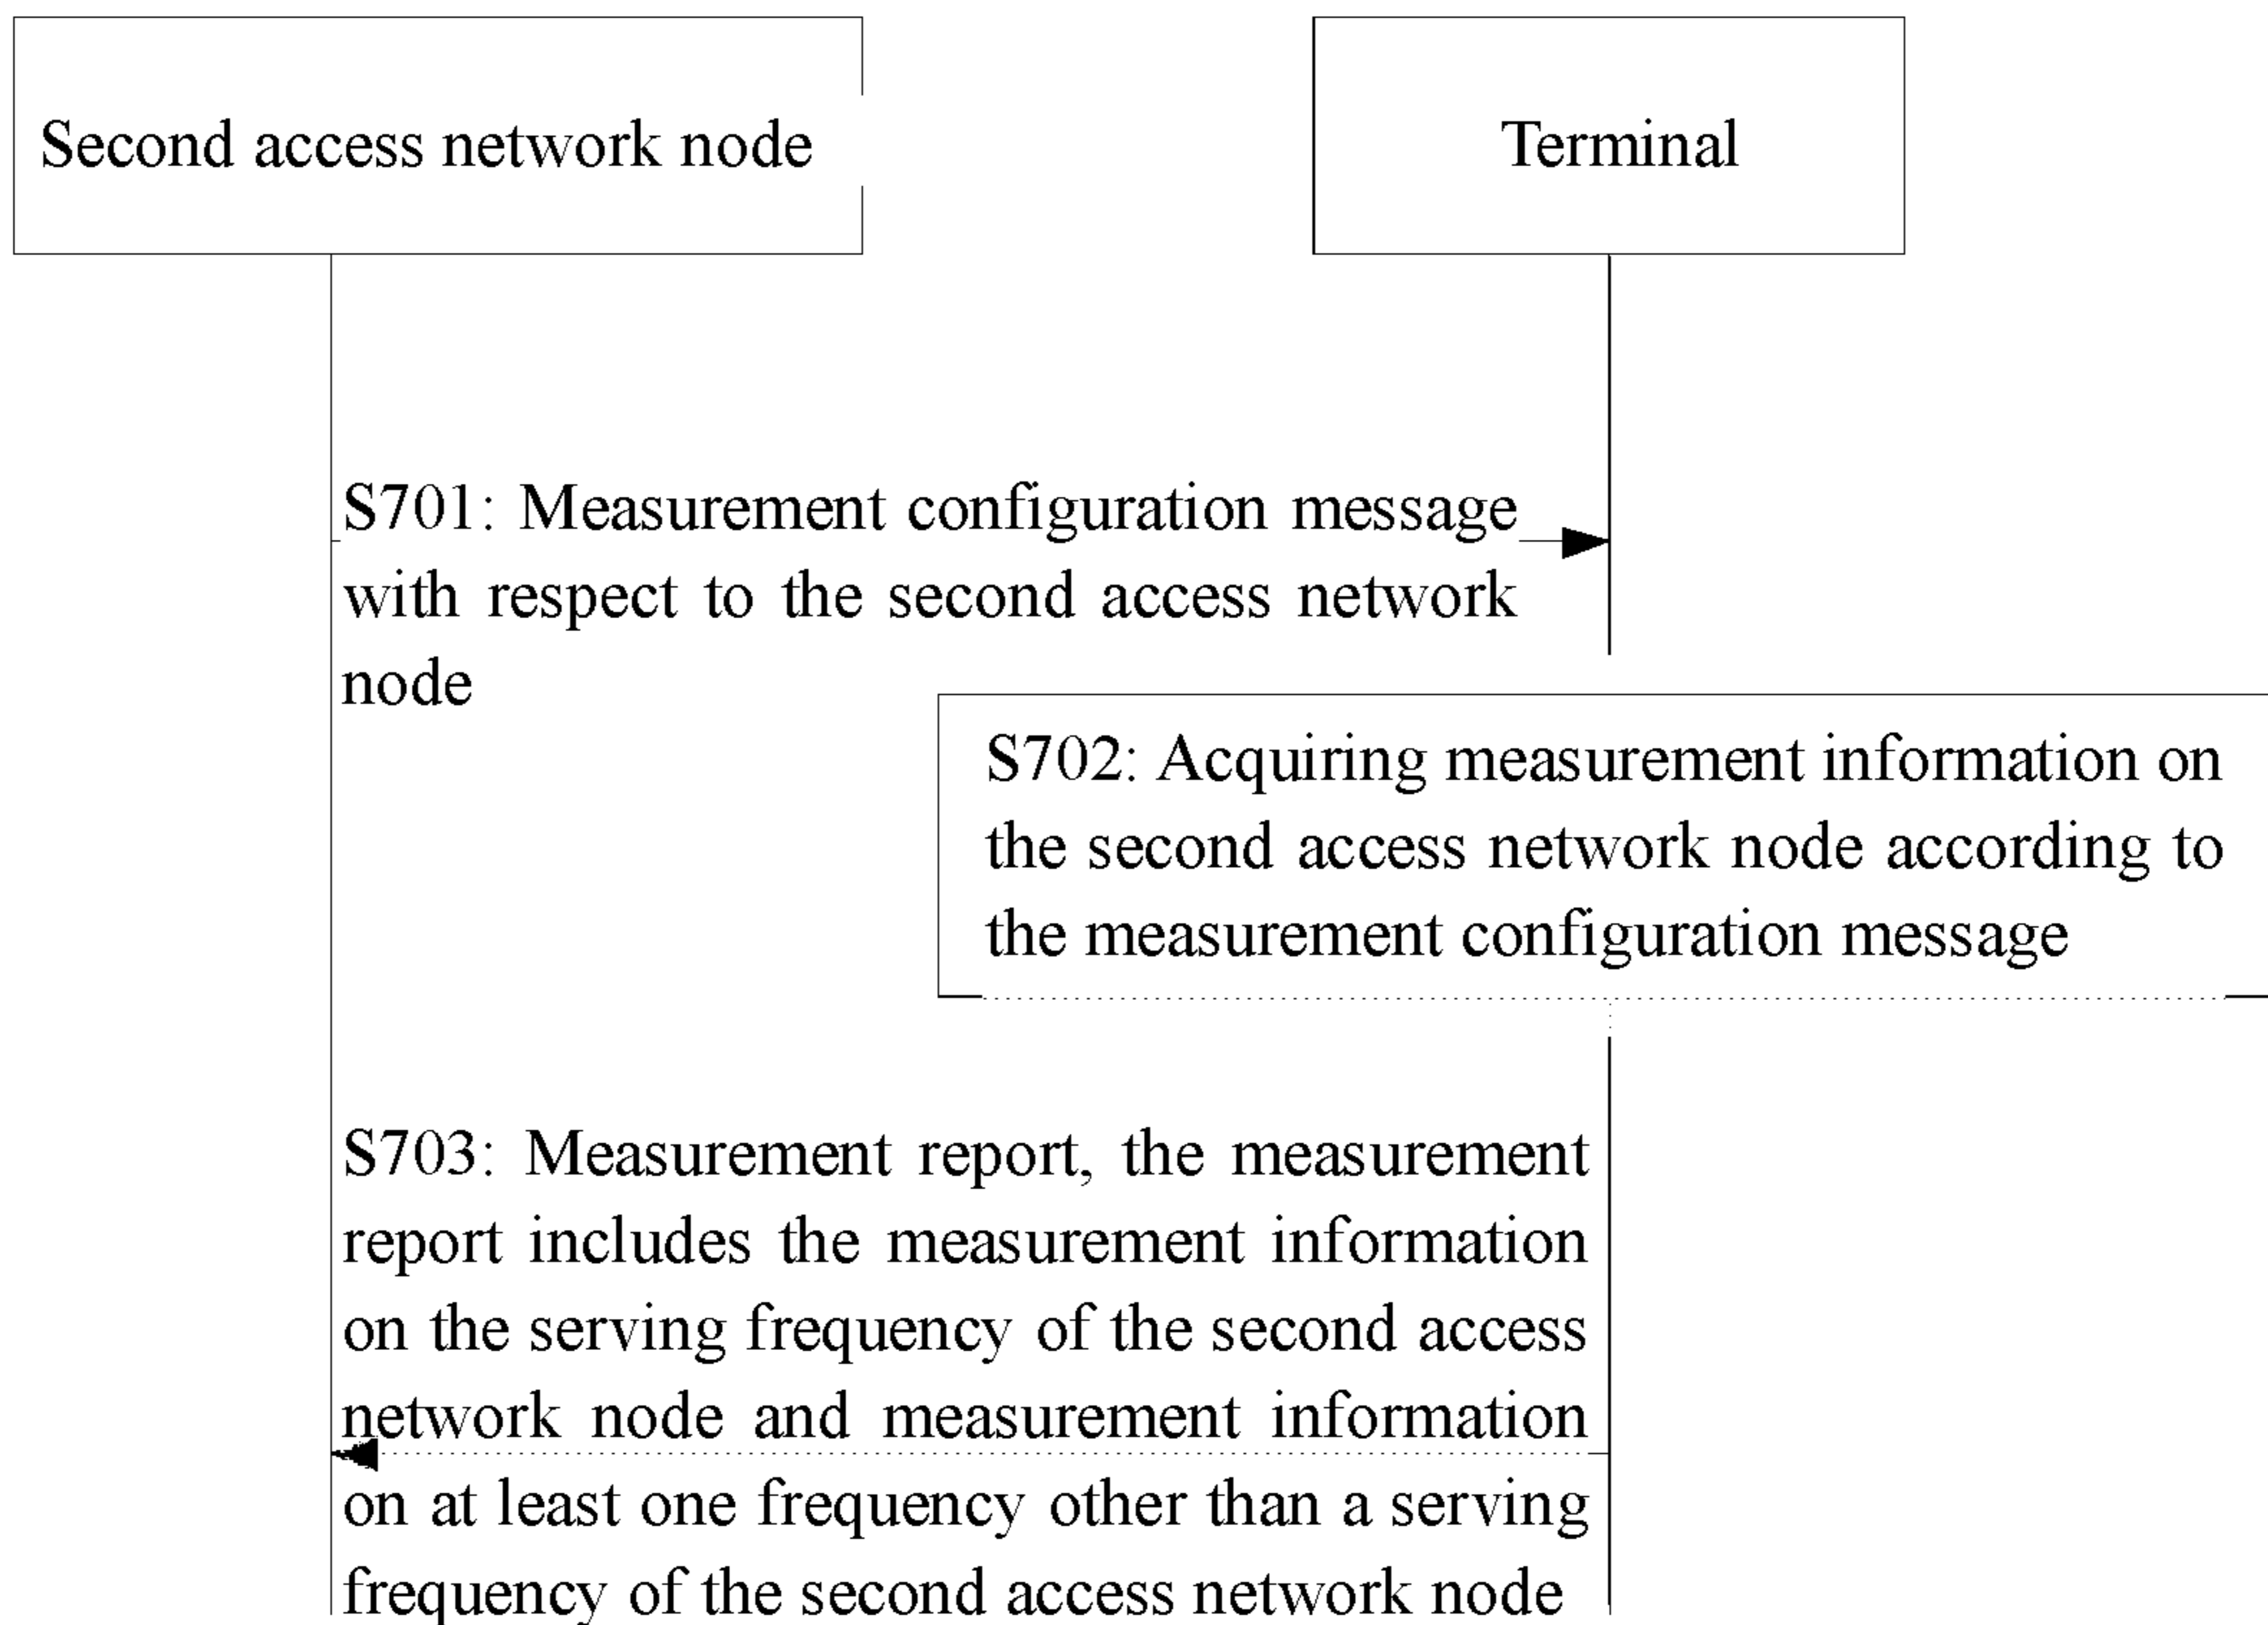 Second access network node
Terminal
S701: Measurement configuration message
with respect to the second access network
node
S702: Acquiring measurement information on
the second access network node according to
the measurement configuration message
S703: Measurement report, the measurement
report includes the measurement information
on the serving frequency of the second access
network node and measurement information
on at least one frequency other than a serving
frequency of the second access network node